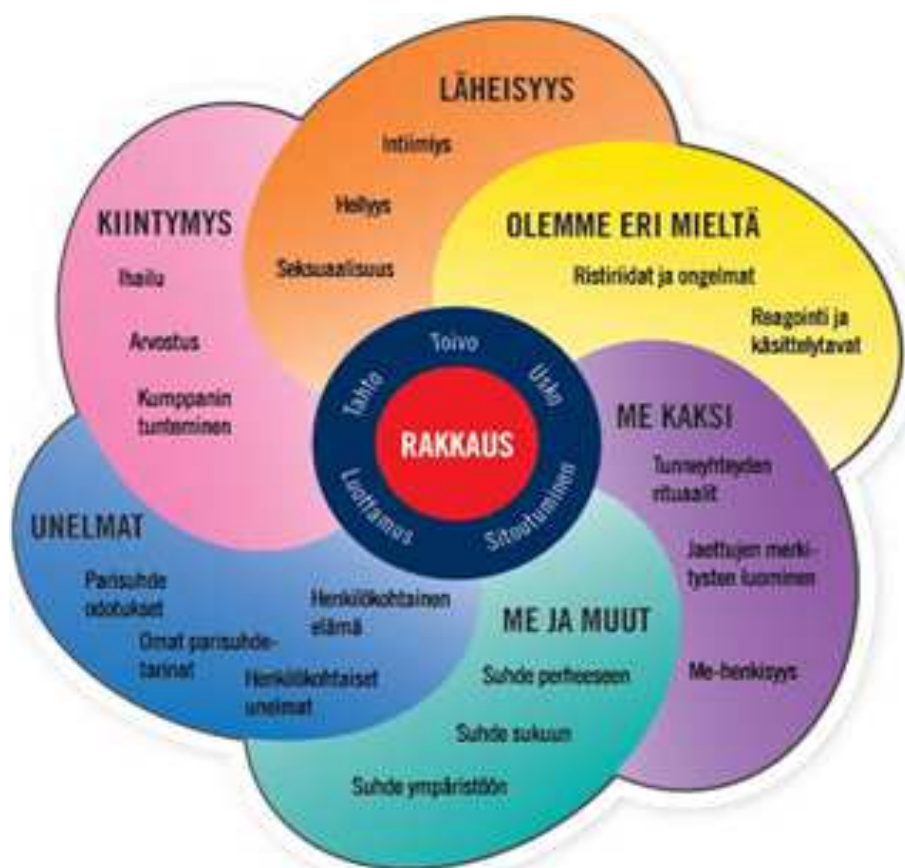 LÄHEISYYS
Intiimiys
Hellyys
Seksuaalisuus
OLEMME ERI MIELTÄ
Ristiriidat ja ongelmat
Reagointi ja
käsittelytavat
ME KAKSI
Tunneyhteyden
rituaalit
Jaettujen merki-
tysten luominen
Me-henkisyys
ME JA MUUT
Suhde perheeseen
Suhde sukuun
Suhde ympäristöön
UNELMAT
Parisuhde
odotukset
Omat parisuhde-
tarinat
Henkilökohtaiset
unelmat
Henkilökohtainen
elämä
KIINTYMYS
Ihailu
Arvostus
Kumppanin
tunteminen
Tahto
Toivo
Usko
Sitoutuminen
Luottamus
RAKKAUS